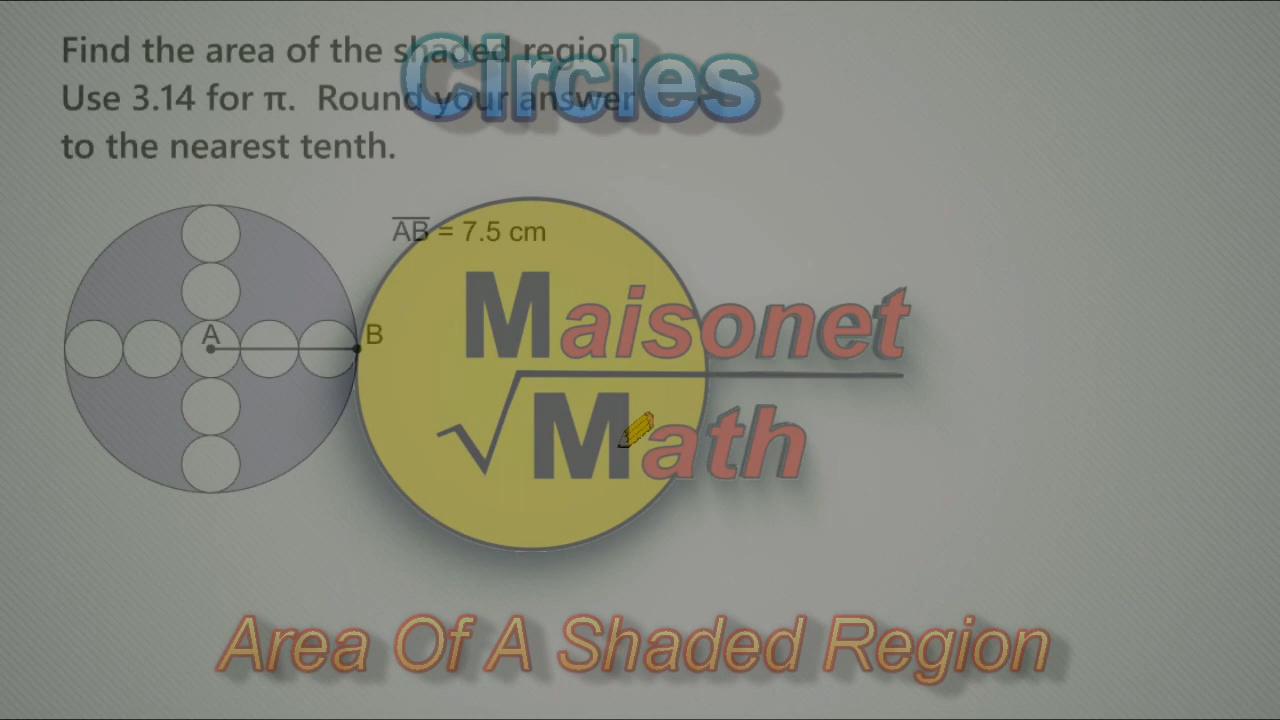 Find the area of the shaded region.
Use 3.14 for π. Round your answer
to the nearest tenth.
Circles
AB = 7.5 cm
A
B
Maisonet
√Math
Area Of A Shaded Region